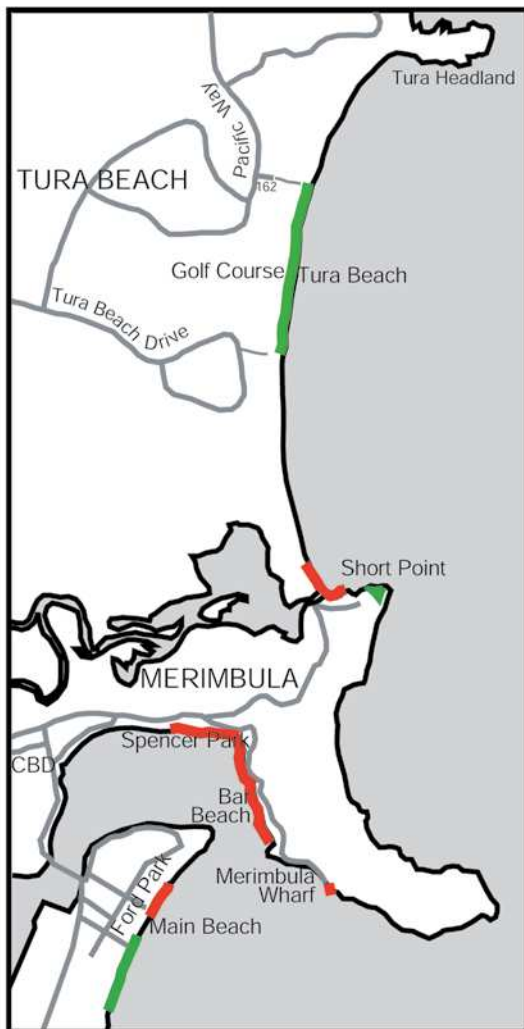 Tura Headland
Pacific Way
TURA BEACH
162
Golf Course
Tura Beach
Tura Beach Drive
Short Point
MERIMBULA
Spencer Park
CBD
Bar
Beach
Merimbula
Wharf
Ford Park
Main Beach